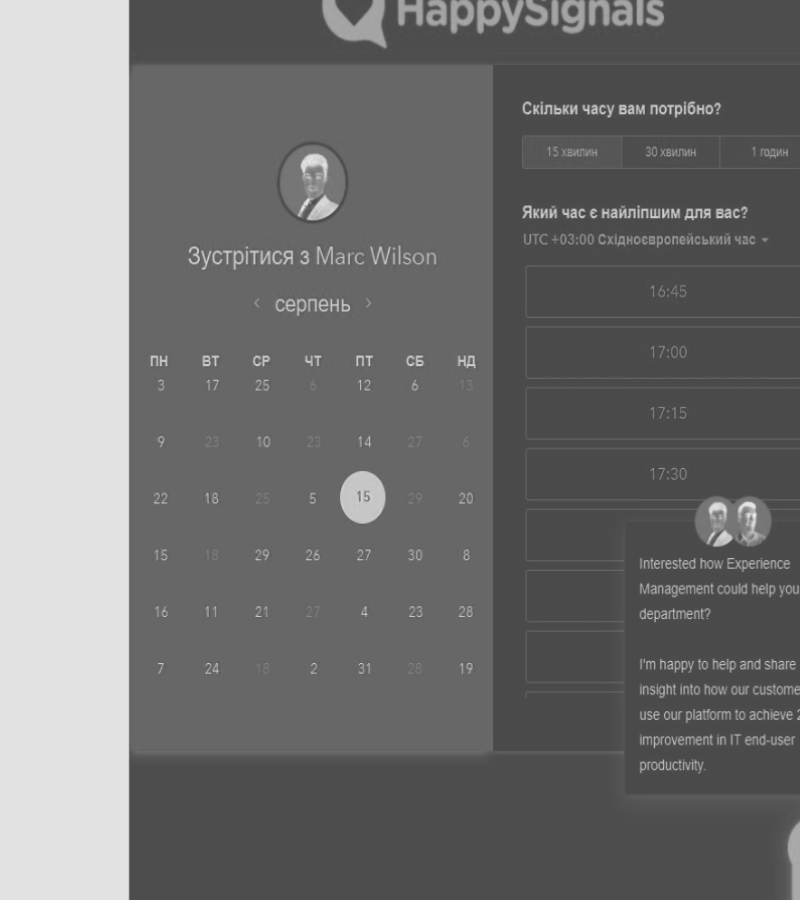 HappySignals
Зустрітися з Marc Wilson
‹ серпень ›
ПН ВТ СР ЧТ ПТ СБ НД
3 17 25 6 12 6 13
9 23 10 23 14 27 6
22 18 25 5 15 29 20
15 18 29 26 27 30 8
16 11 21 27 4 23 28
7 24 18 2 31 28 19
Скільки часу вам потрібно?
15 хвилин 30 хвилин 1 годин
Який час є найліпшим для вас?
UTC +03:00 Східноєвропейський час
16:45
17:00
17:15
17:30
Interested how Experience
Management could help you
department?
I'm happy to help and share
insight into how our custome
use our platform to achieve 2
improvement in IT end-user
productivity.